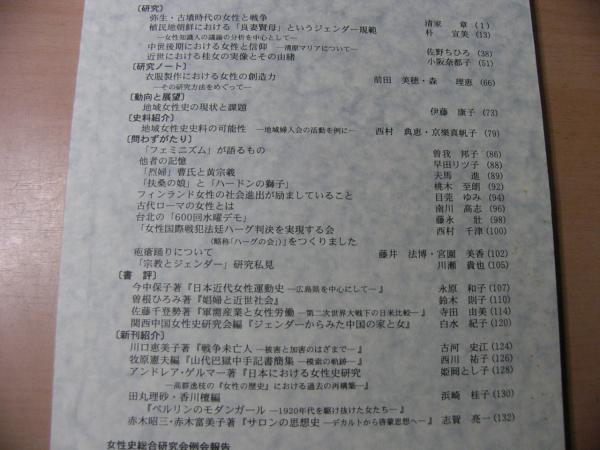 〔研究〕
弥生・古墳時代の女性と戦争 清家 章 (1)
植民地朝鮮における「良妻賢母」というジェンダー規範 朴 宣美 (13)
―女性知識人の議論の分析を中心として―
中世後期における女性と信仰 ―清原マリアについて― 佐野ちひろ (38)
近世における桂女の実像とその由緒 小阪奈都子 (51)
〔研究ノート〕
衣服製作における女性の創造力 前田 美穂・森 理恵 (66)
―その研究方法をめぐって―
〔動向と展望〕
地域女性史の現状と課題 伊藤 康子 (73)
〔史料紹介〕
地域女性史史料の可能性 ―地域婦人会の活動を例に― 西村 典恵・京樂真帆子 (79)
〔問わずがたり〕
「フェミニズム」が語るもの 曽我 邦子 (86)
他者の記憶 早田リツ子 (88)
「烈婦」曹氏と黄宗羲 夫馬 進 (89)
「扶桑の娘」と「ハードンの獅子」 桃木 至朗 (92)
フィンランド女性の社会進出が励ましていること 目莞 ゆみ (94)
古代ローマの女性とは 南川 高志 (96)
台北の「600回水曜デモ」 藤永 壮 (98)
「女性国際戦犯法廷ハーグ判決を実現する会 西村 千津 (100)
(略称「ハーグの会」)」をつくりました
疱瘡踊りについて 藤井 法博・宮園 美香 (102)
「宗教とジェンダー」研究私見 川瀬 貴也 (105)
〔書 評〕
今中保子著『日本近代女性運動史 ―広島県を中心にして―』 永原 和子 (107)
曽根ひろみ著『娼婦と近世社会』 鈴木 則子 (110)
佐藤千登勢著『軍需産業と女性労働 ―第二次世界大戦下の日米比較―』 寺田 由美 (114)
関西中国女性史研究会編『ジェンダーからみた中国の家と女』 白水 紀子 (120)
〔新刊紹介〕
川口恵美子著『戦争未亡人 ―被害と加害のはざまで―』 古河 史江 (124)
牧原憲夫編『山代巴獄中手記書簡集 ―模索の軌跡―』 西川 祐子 (126)
アンドレア・ゲルマー著『日本における女性史研究 姫岡とし子 (128)
―高群逸枝の『女性の歴史』における過去の再構築―』
田丸理砂・香川檀編 浜崎 桂子 (130)
『ベルリンのモダンガール ―1920年代を駆け抜けた女たち―』
赤木昭三・赤木富美子著『サロンの思想史 ―デカルトから啓蒙思想へ―』 志賀 亮一 (132)
女性史総合研究会例会報告